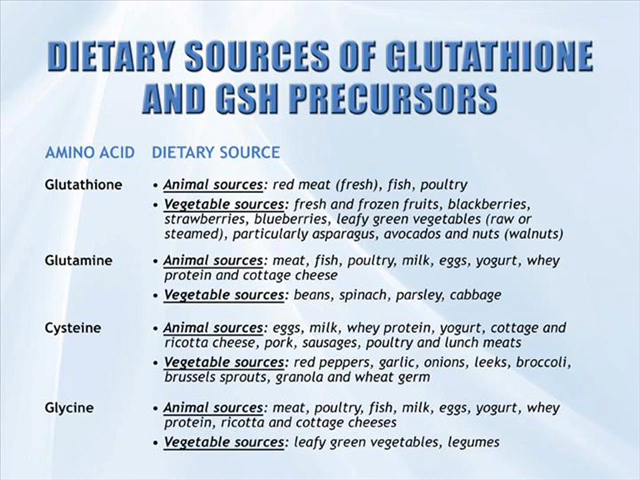 DIETARY SOURCES OF GLUTATHIONE
AND GSH PRECURSORS
AMINO ACID DIETARY SOURCE
Glutathione • Animal sources: red meat (fresh), fish, poultry
• Vegetable sources: fresh and frozen fruits, blackberries,
strawberries, blueberries, leafy green vegetables (raw or
steamed), particularly asparagus, avocados and nuts (walnuts)
Glutamine • Animal sources: meat, fish, poultry, milk, eggs, yogurt, whey
protein and cottage cheese
• Vegetable sources: beans, spinach, parsley, cabbage
Cysteine • Animal sources: eggs, milk, whey protein, yogurt, cottage and
ricotta cheese, pork, sausages, poultry and lunch meats
• Vegetable sources: red peppers, garlic, onions, leeks, broccoli,
brussels sprouts, granola and wheat germ
Glycine • Animal sources: meat, poultry, fish, milk, eggs, yogurt, whey
protein, ricotta and cottage cheeses
• Vegetable sources: leafy green vegetables, legumes